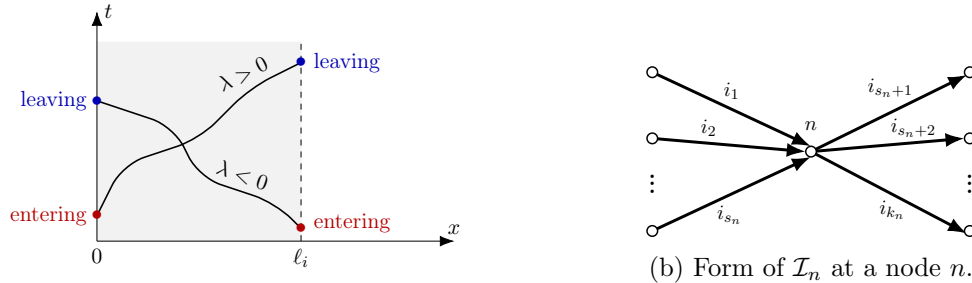 t
λ > 0
leaving
leaving
λ < 0
entering
entering
x
0
ℓ_i
i_1
i_{s_n+1}
n
i_2
i_{s_n+2}
⋮
⋮
i_{s_n}
i_{k_n}
(b) Form of 𝓘_n at a node n.